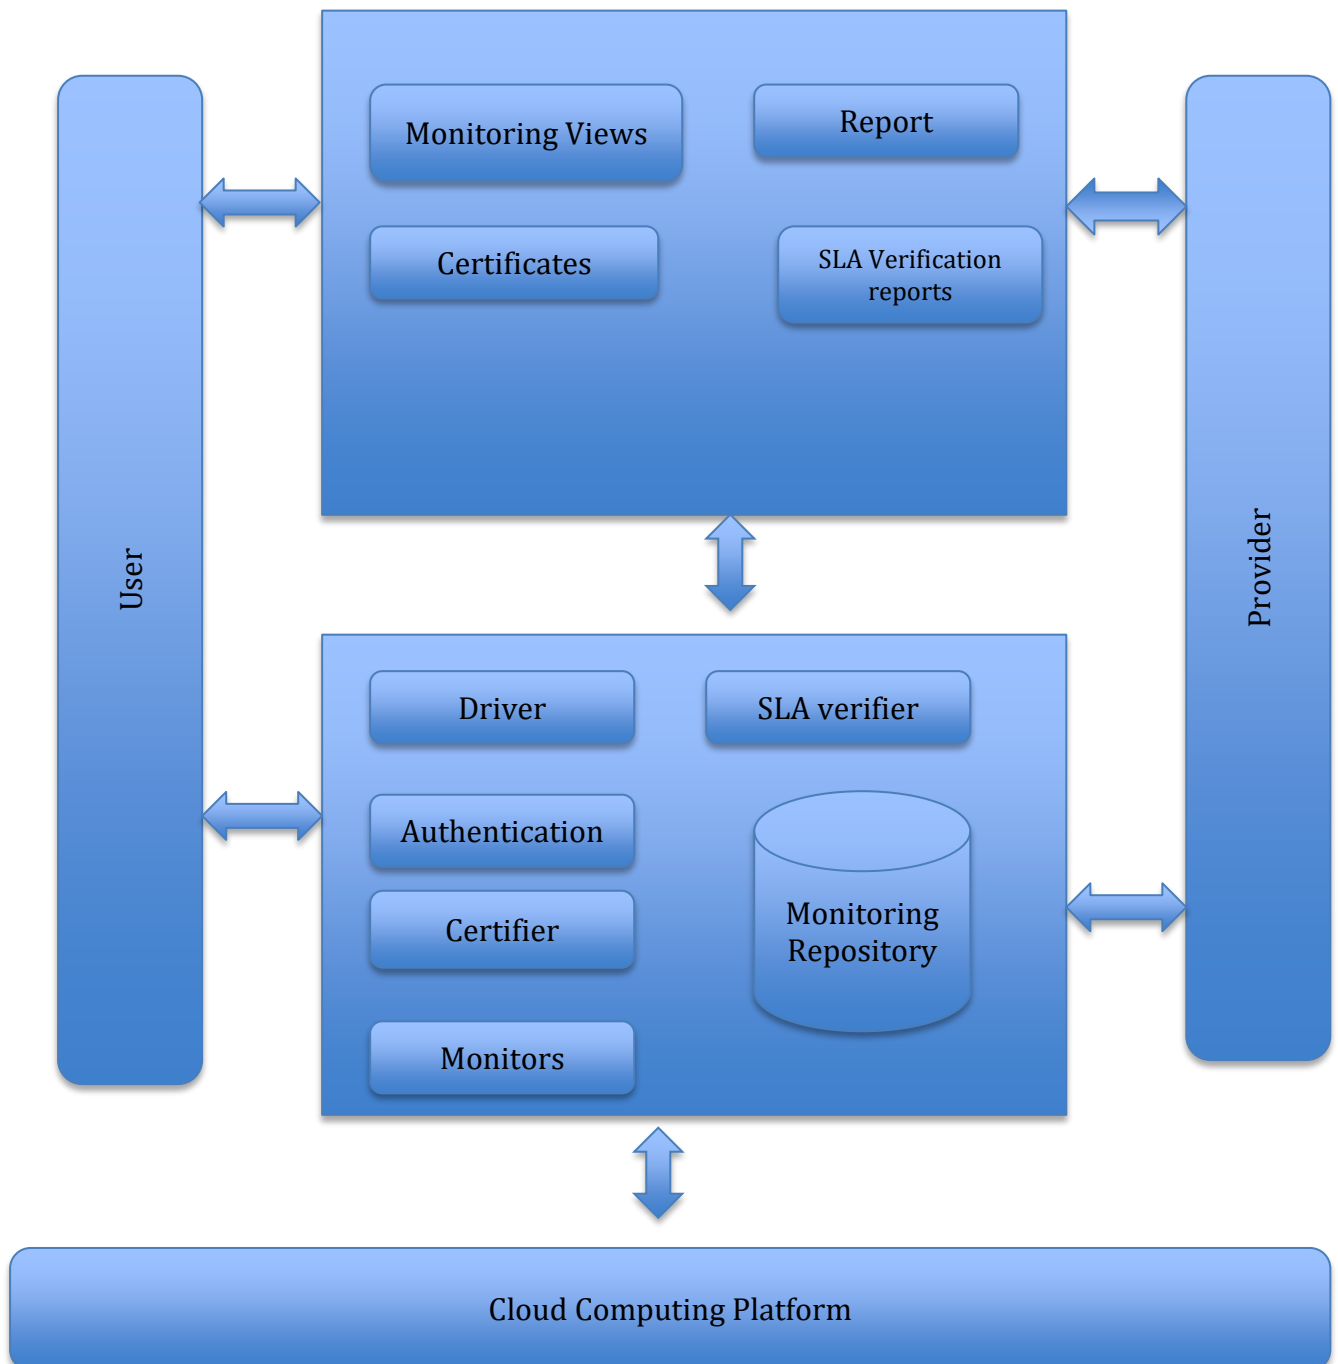 Monitoring Views
Report
Certificates
SLA Verification
reports
User
Provider
Driver
SLA verifier
Authentication
Certifier
Monitoring
Repository
Monitors
Cloud Computing Platform